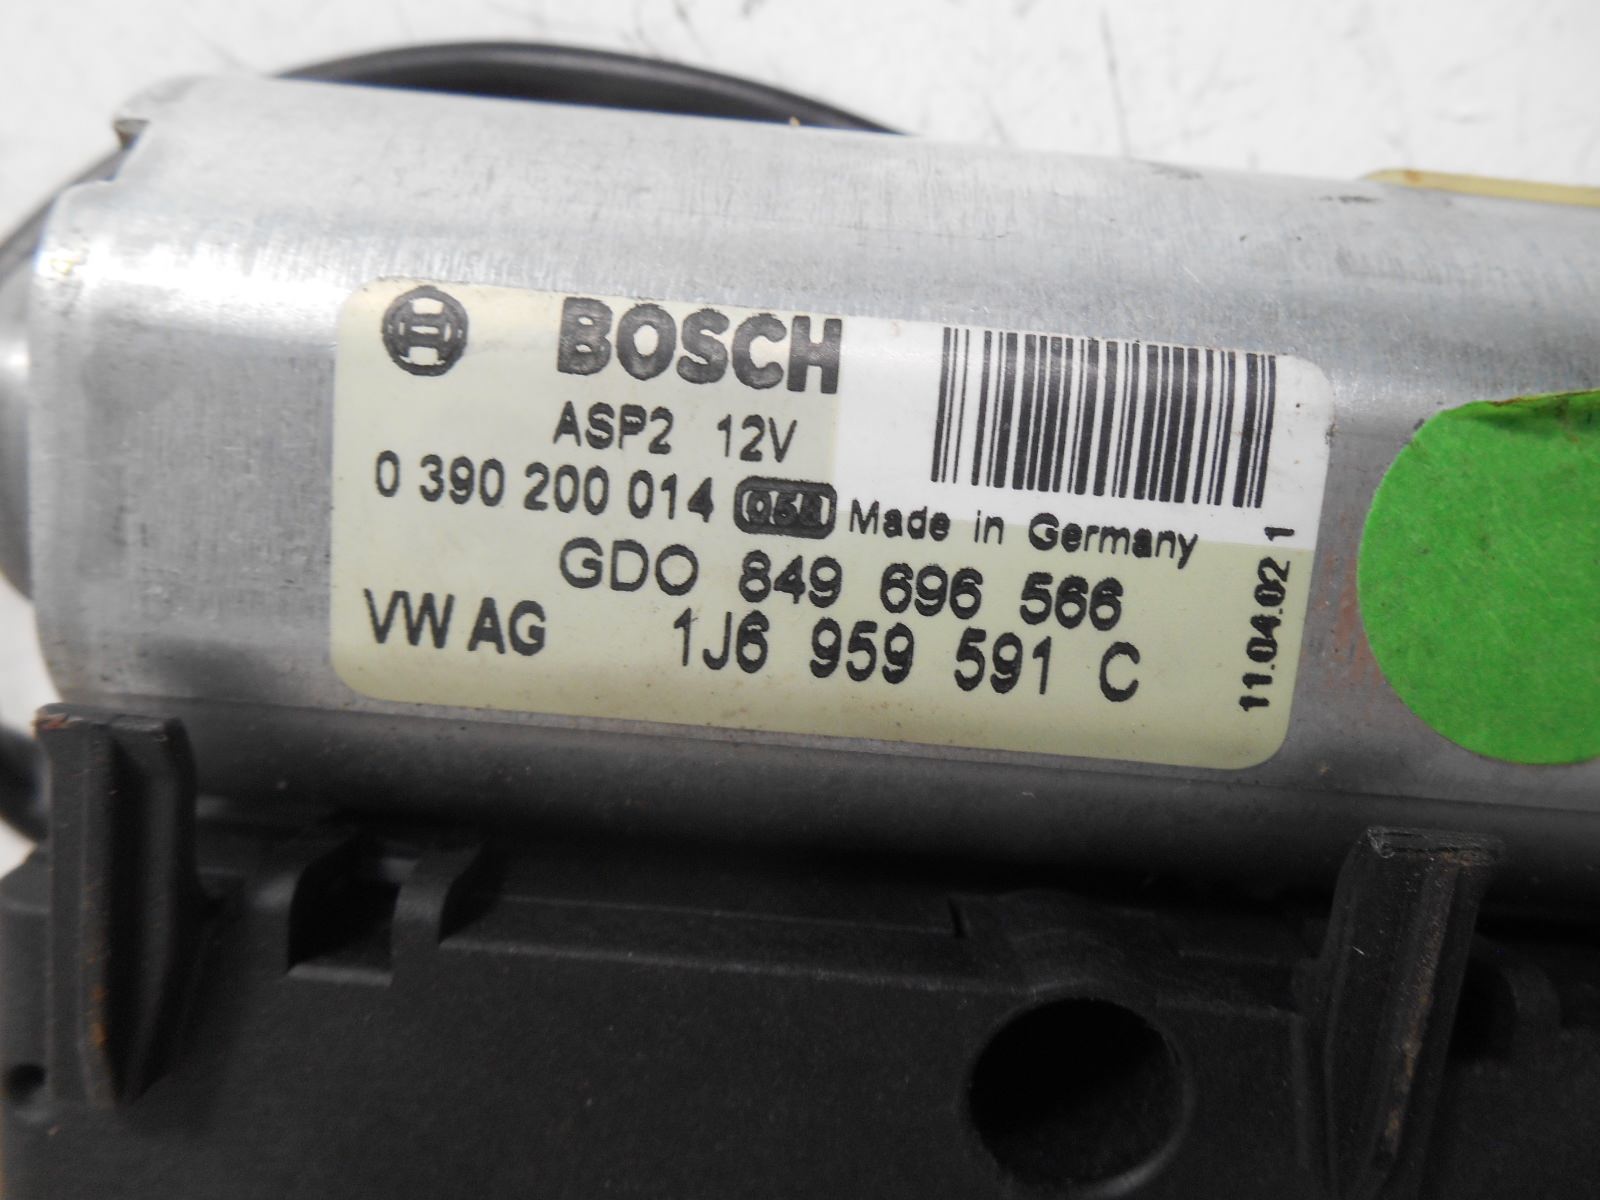 BOSCH
ASP2 12V
0 390 200 014 Made in Germany
GDO 849 696 566
VW AG 1J6 959 591 C
11.04.02 1